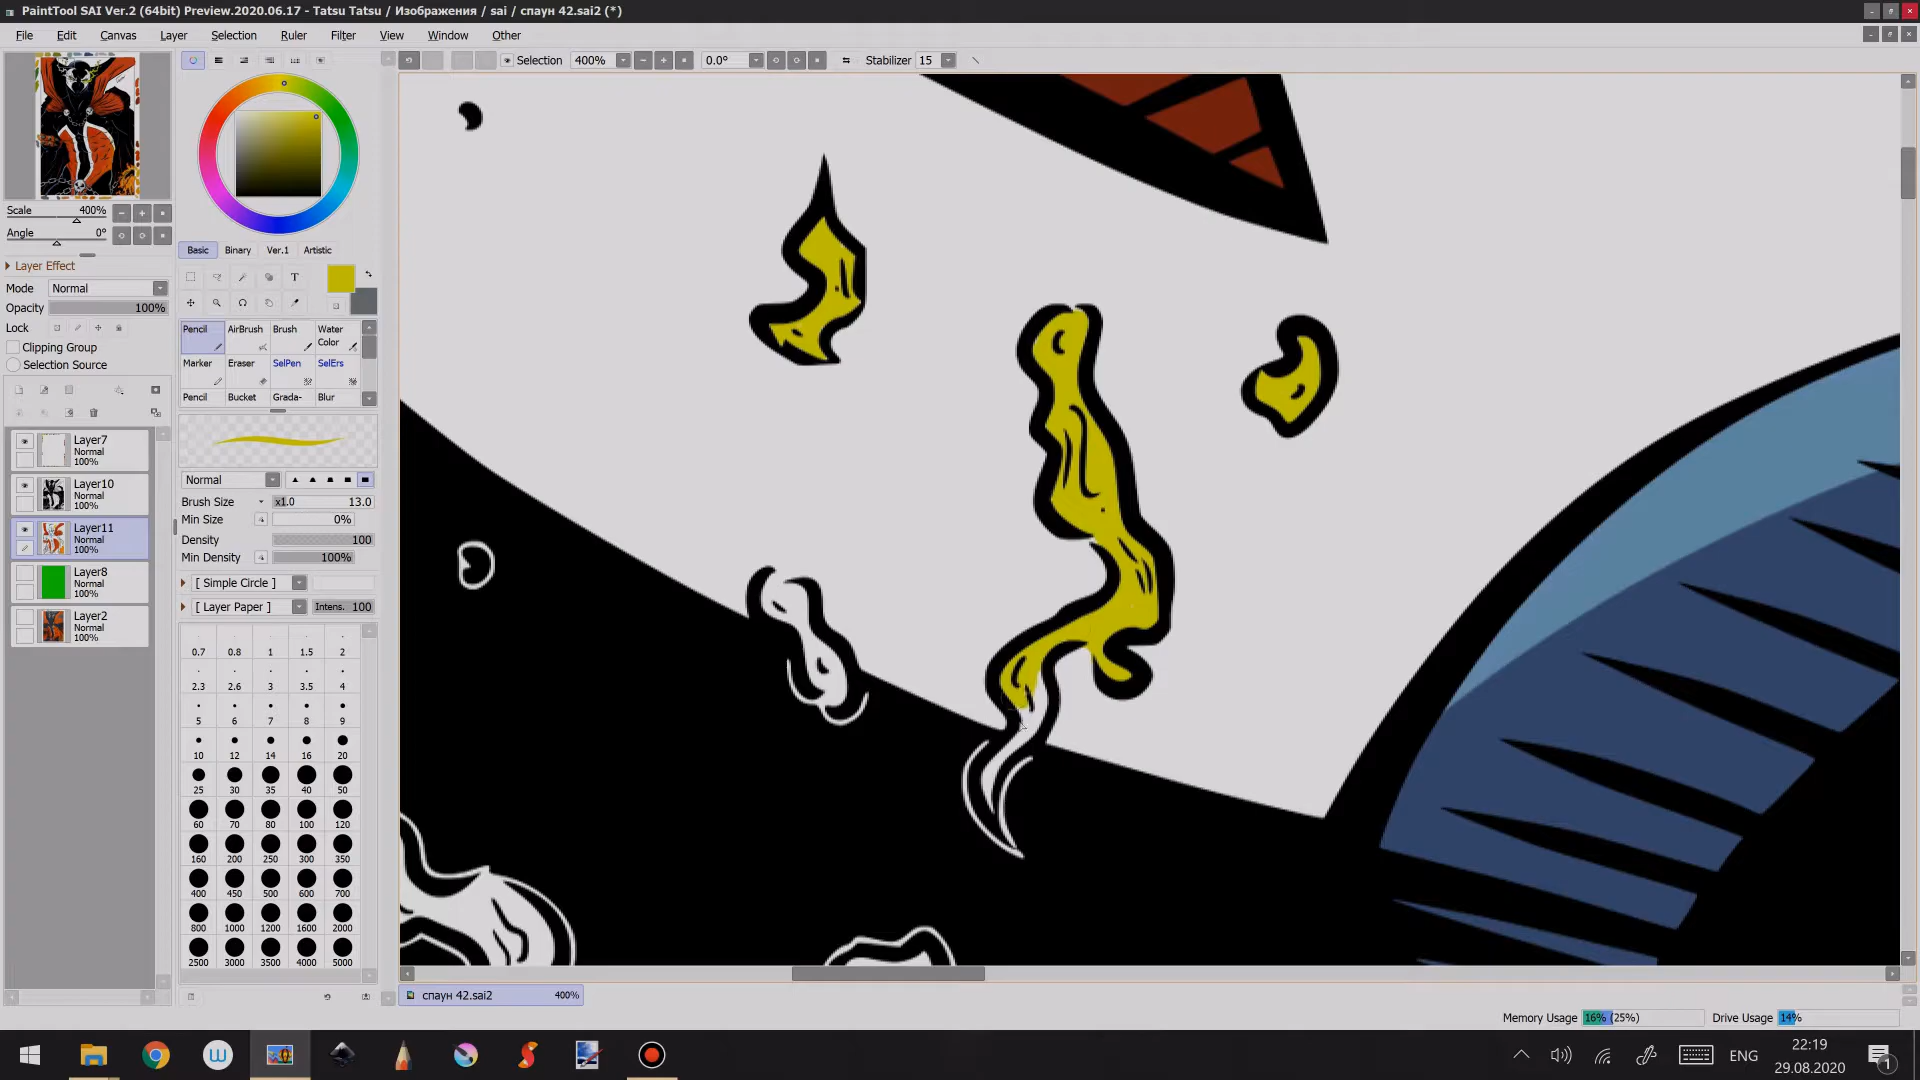 PaintTool SAI Ver.2 (64bit) Preview.2020.06.17 - Tatsu Tatsu / Изображения / sai / спаун 42.sai2 (*)
File Edit Canvas Layer Selection Ruler Filter View Window Other
Selection 400% 0.0° Stabilizer 15
Scale 400%
Angle 0°
Layer Effect
Mode Normal
Opacity 100%
Lock
Clipping Group
Selection Source
Layer7
Normal
100%
Layer10
Normal
100%
Layer11
Normal
100%
Layer8
Normal
100%
Layer2
Normal
100%
Basic Binary Ver.1 Artistic
T
Pencil AirBrush Brush Water Color
Marker Eraser SelPen SelErs
Pencil Bucket Grada- Blur
Normal
Brush Size x1.0 13.0
Min Size 0%
Density 100
Min Density 100%
[ Simple Circle ]
[ Layer Paper ] Intens. 100
0.7 0.8 1 1.5 2
2.3 2.6 3 3.5 4
5 6 7 8 9
10 12 14 16 20
25 30 35 40 50
60 70 80 100 120
160 200 250 300 350
400 450 500 600 700
800 1000 1200 1600 2000
2500 3000 3500 4000 5000
спаун 42.sai2 400%
Memory Usage 16% (25%) Drive Usage 14%
ENG
22:19
29.08.2020
1